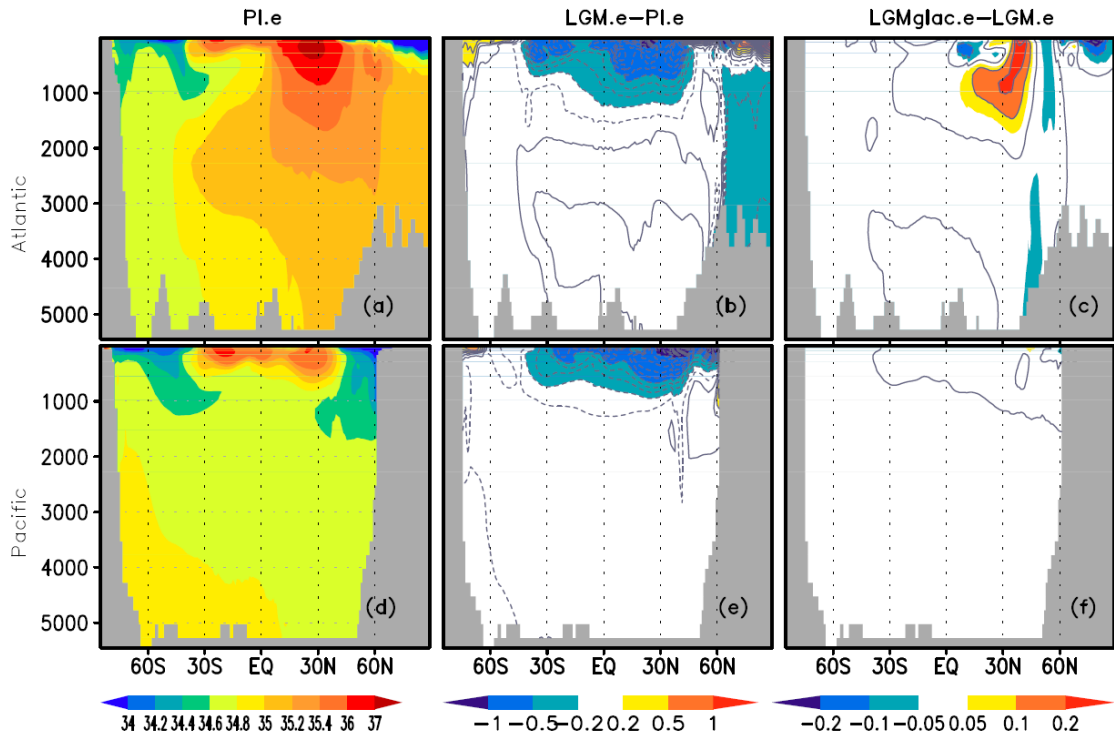 PI.e LGM.e−PI.e LGMglac.e−LGM.e
Atlantic
1000
2000
3000
4000
5000
(a) (b) (c)
Pacific
1000
2000
3000
4000
5000
(d) (e) (f)
60S 30S EQ 30N 60N 60S 30S EQ 30N 60N 60S 30S EQ 30N 60N
34 34.2 34.4 34.6 34.8 35 35.2 35.4 36 37 −1 −0.5 −0.2 0.2 0.5 1 −0.2 −0.1 −0.05 0.05 0.1 0.2